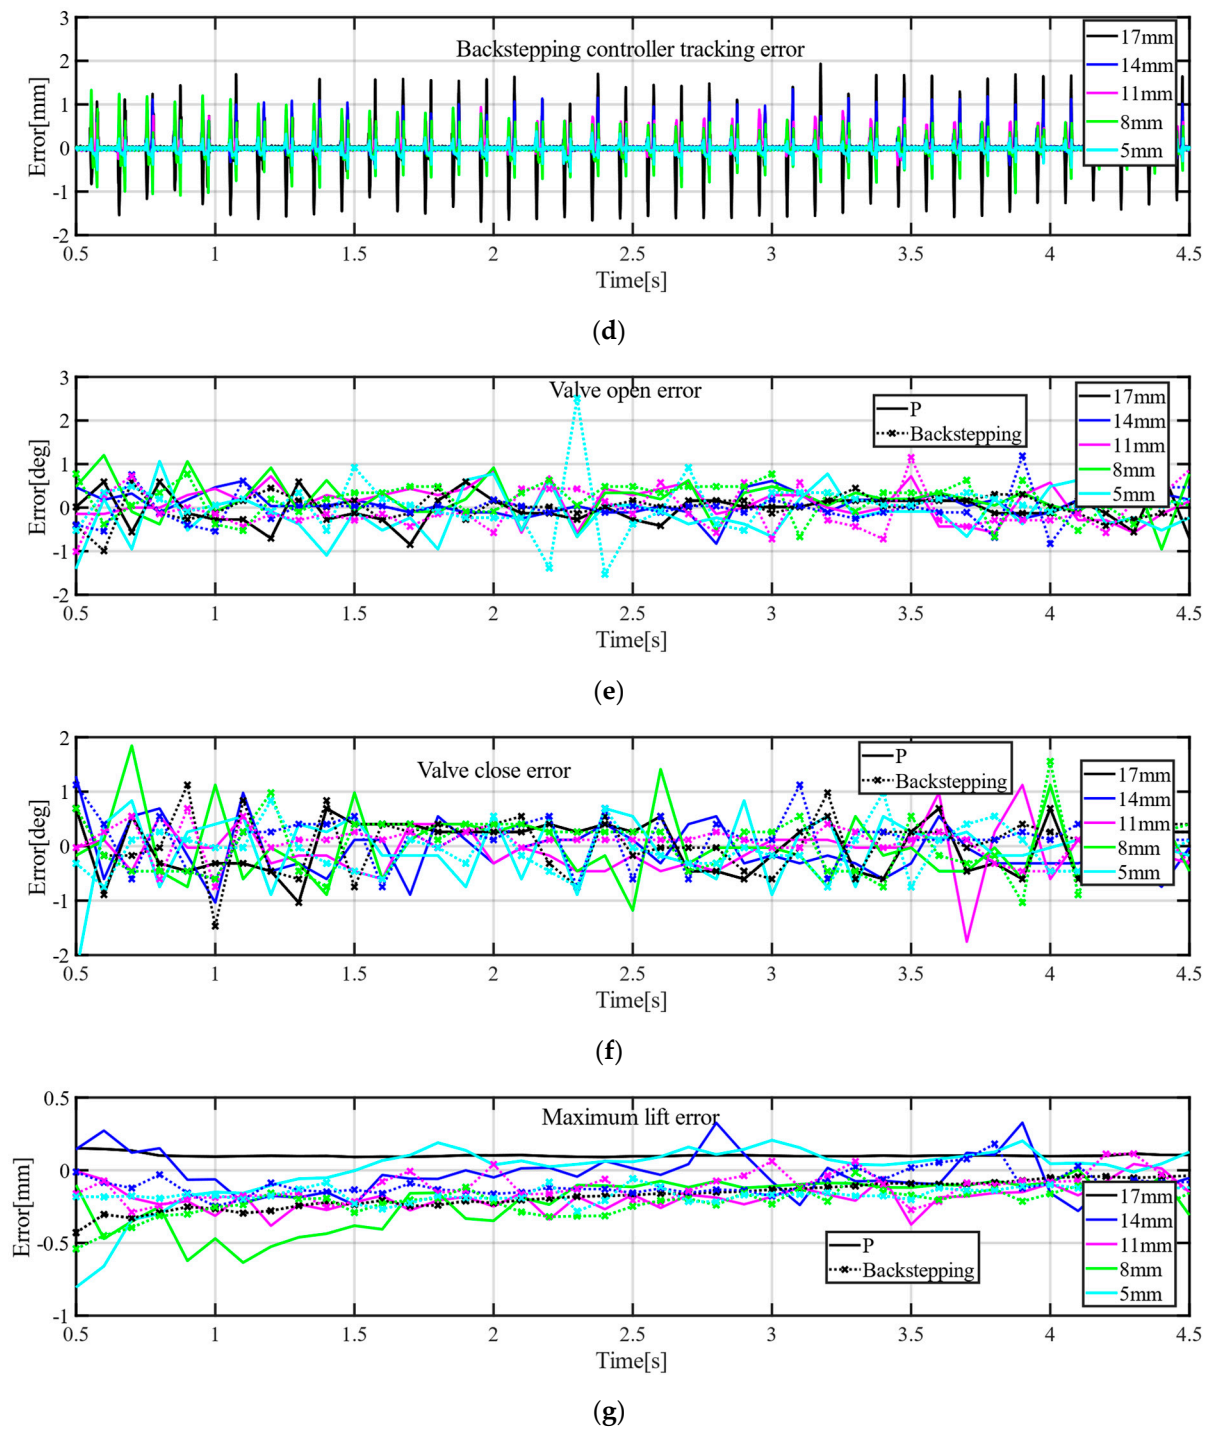 3
Backstepping controller tracking error
17mm
14mm
11mm
8mm
5mm
2
1
0
-1
-2
Error[mm]
0.5 1 1.5 2 2.5 3 3.5 4 4.5
Time[s]
(d)
3
Valve open error
P
Backstepping
17mm
14mm
11mm
8mm
5mm
2
1
0
-1
-2
Error[deg]
0.5 1 1.5 2 2.5 3 3.5 4 4.5
Time[s]
(e)
2
Valve close error
P
Backstepping
17mm
14mm
11mm
8mm
5mm
1
0
-1
-2
Error[deg]
0.5 1 1.5 2 2.5 3 3.5 4 4.5
Time[s]
(f)
0.5
Maximum lift error
0
-0.5
-1
Error[mm]
P
Backstepping
17mm
14mm
11mm
8mm
5mm
0.5 1 1.5 2 2.5 3 3.5 4 4.5
Time[s]
(g)